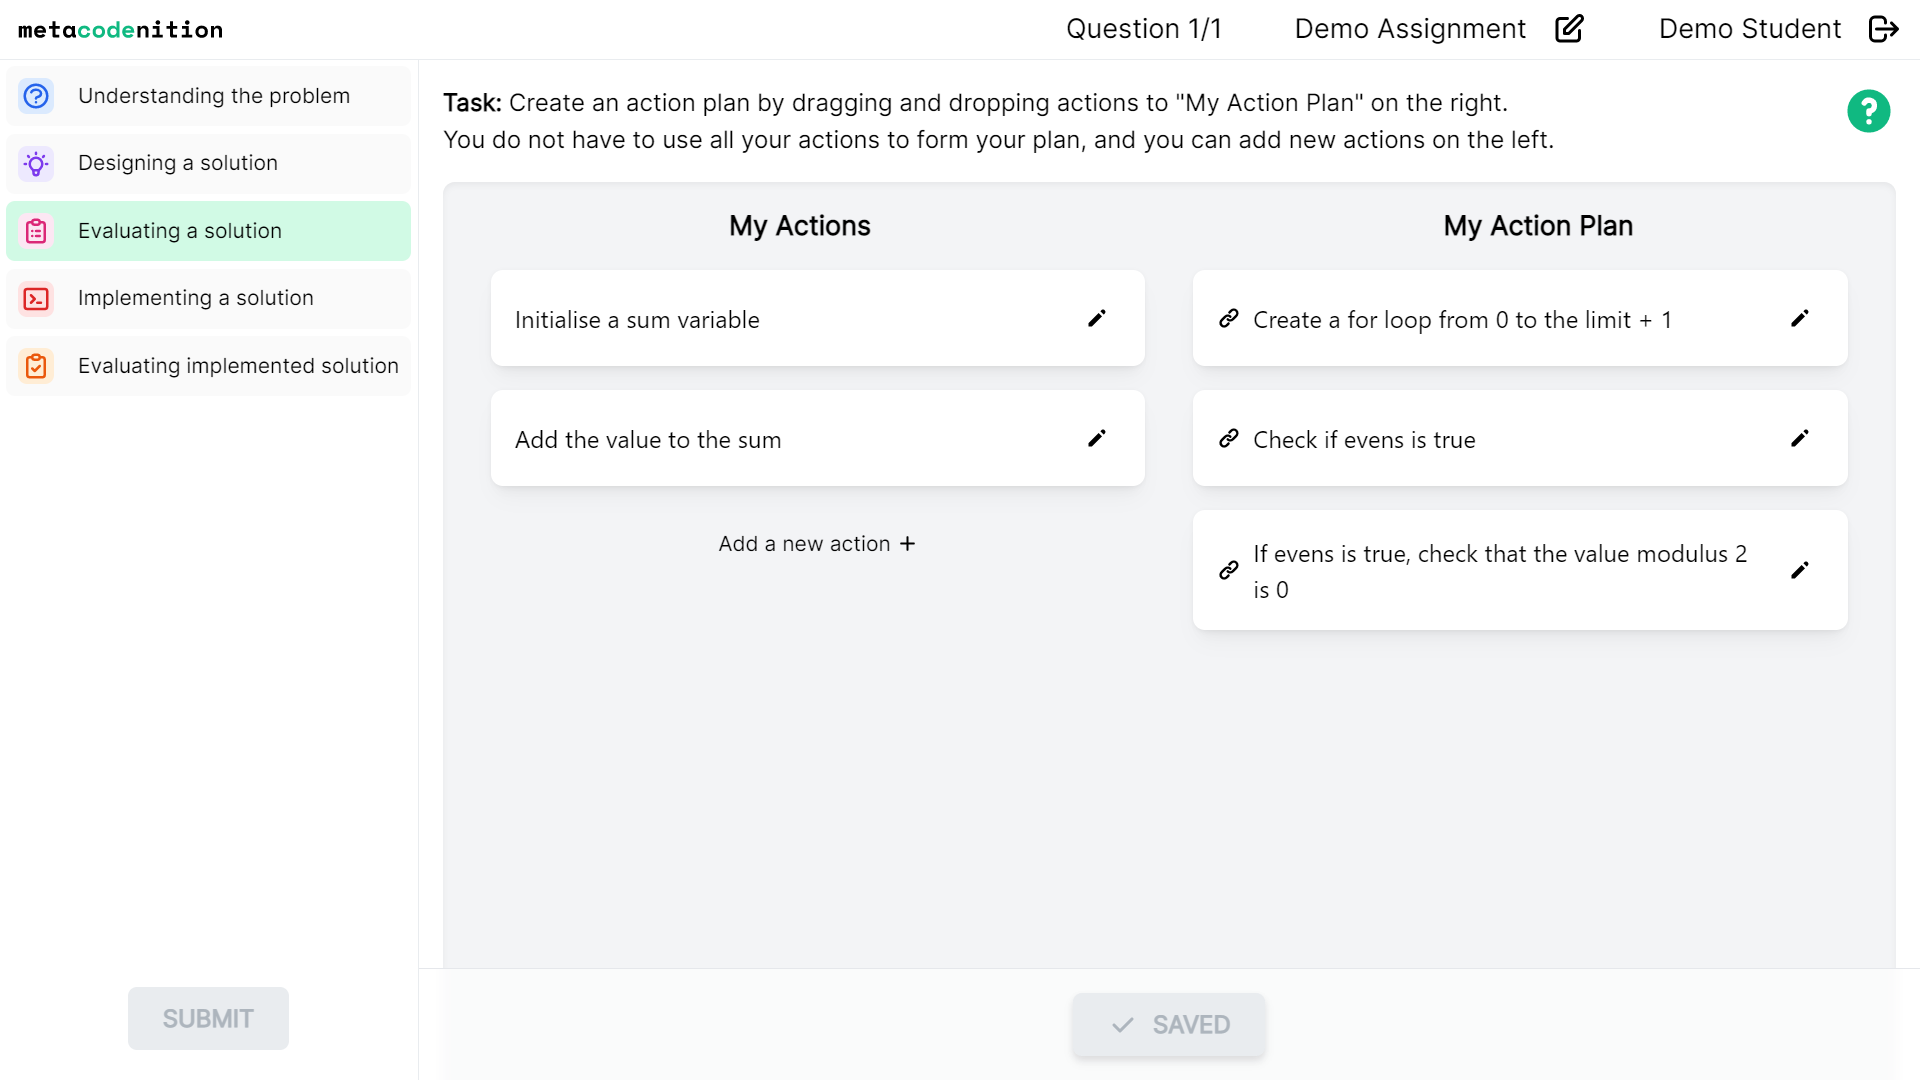 metacodenition
Question 1/1
Demo Assignment
Demo Student
Understanding the problem
Designing a solution
Evaluating a solution
Implementing a solution
Evaluating implemented solution
SUBMIT
Task: Create an action plan by dragging and dropping actions to "My Action Plan" on the right.
You do not have to use all your actions to form your plan, and you can add new actions on the left.
?
My Actions
Initialise a sum variable
Add the value to the sum
Add a new action +
My Action Plan
Create a for loop from 0 to the limit + 1
Check if evens is true
If evens is true, check that the value modulus 2
is 0
SAVED